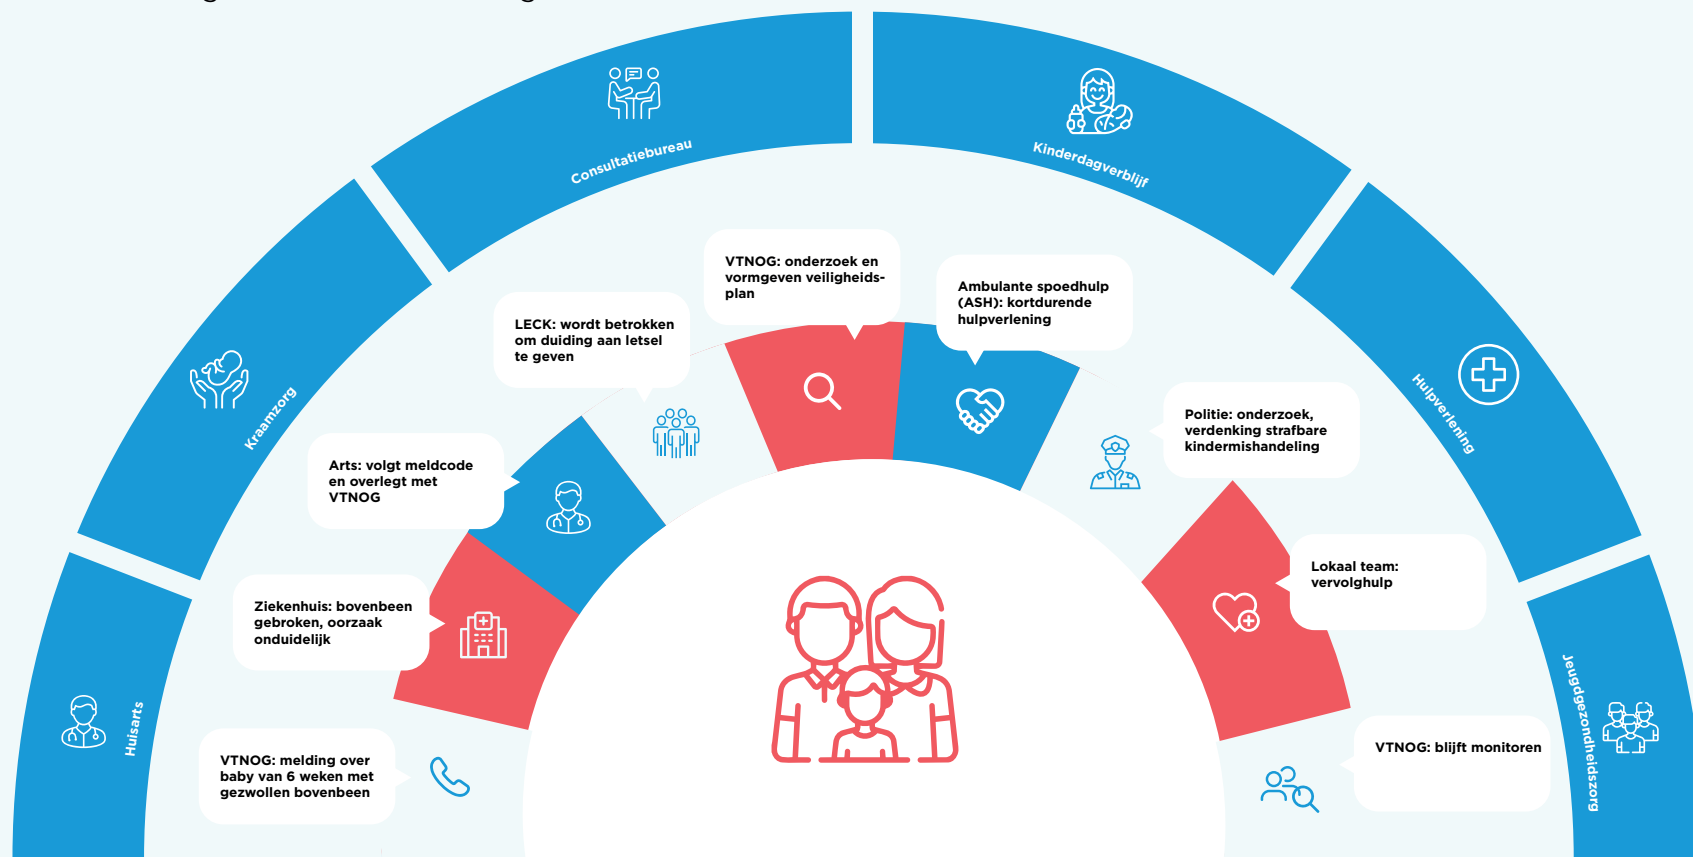 Consultatiebureau
Kinderdagverblijf
Kraamzorg
Hulpverlening
Huisarts
Jeugdgezondheidszorg
VTNOG: melding over
baby van 6 weken met
gezwollen bovenbeen
Ziekenhuis: bovenbeen
gebroken, oorzaak
onduidelijk
Arts: volgt meldcode
en overlegt met
VTNOG
LECK: wordt betrokken
om duiding aan letsel
te geven
VTNOG: onderzoek en
vormgeven veiligheids-
plan
Ambulante spoedhulp
(ASH): kortdurende
hulpverlening
Politie: onderzoek,
verdenking strafbare
kindermishandeling
Lokaal team:
vervolghulp
VTNOG: blijft monitoren